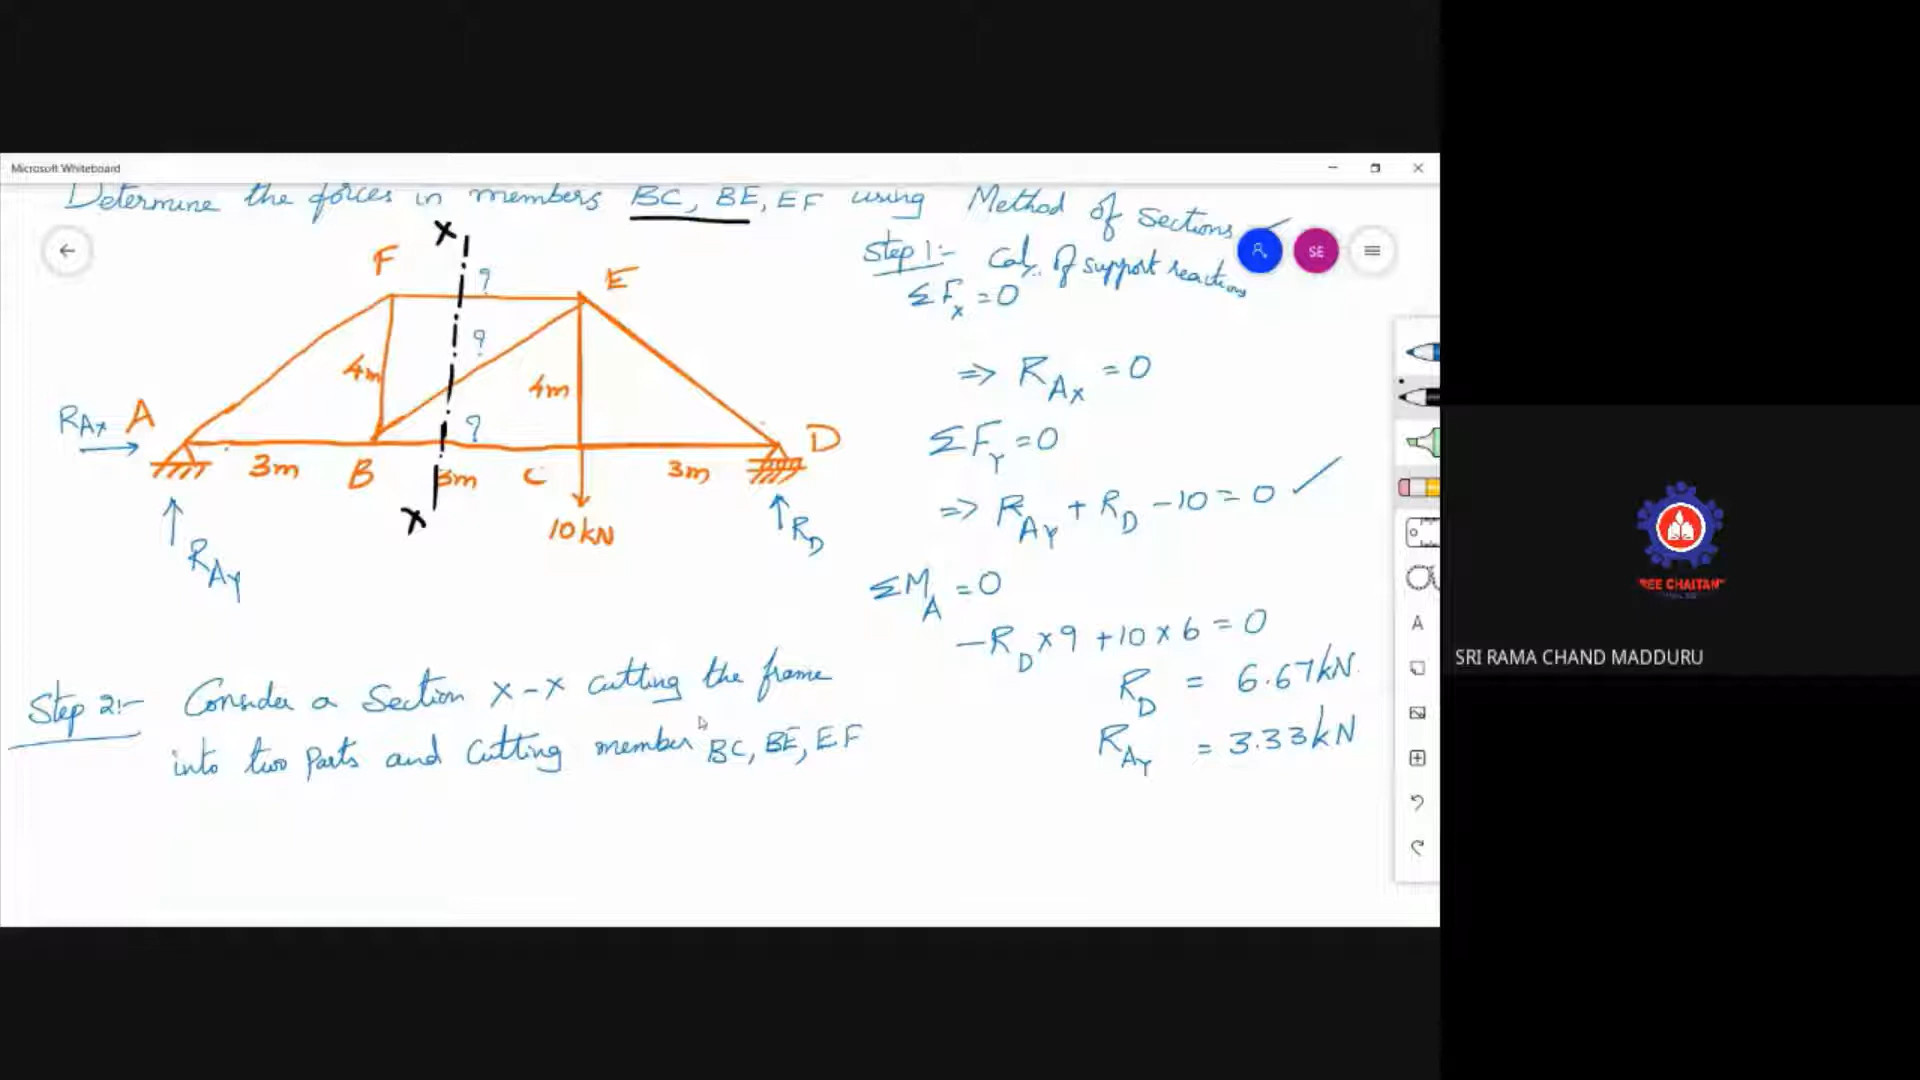 Microsoft Whiteboard
Determine the forces in members BC, BE, EF using Method of Sections
Step 1:- Cal. of support reactions
ΣFx = 0
⇒ RAx = 0
ΣFY = 0
⇒ RAY + RD - 10 = 0 ✓
ΣMA = 0
-RD × 9 + 10 × 6 = 0
RD = 6.67kN.
RAY = 3.33kN
X
F
?
E
?
4m
4m
RAx
A
?
D
3m
B
3m
C
3m
X
10kN
RD
RAY
Step 2:- Consider a Section X-X cutting the frame
into two parts and cutting member BC, BE, EF
SE
A
REE CHAITAN
SRI RAMA CHAND MADDURU